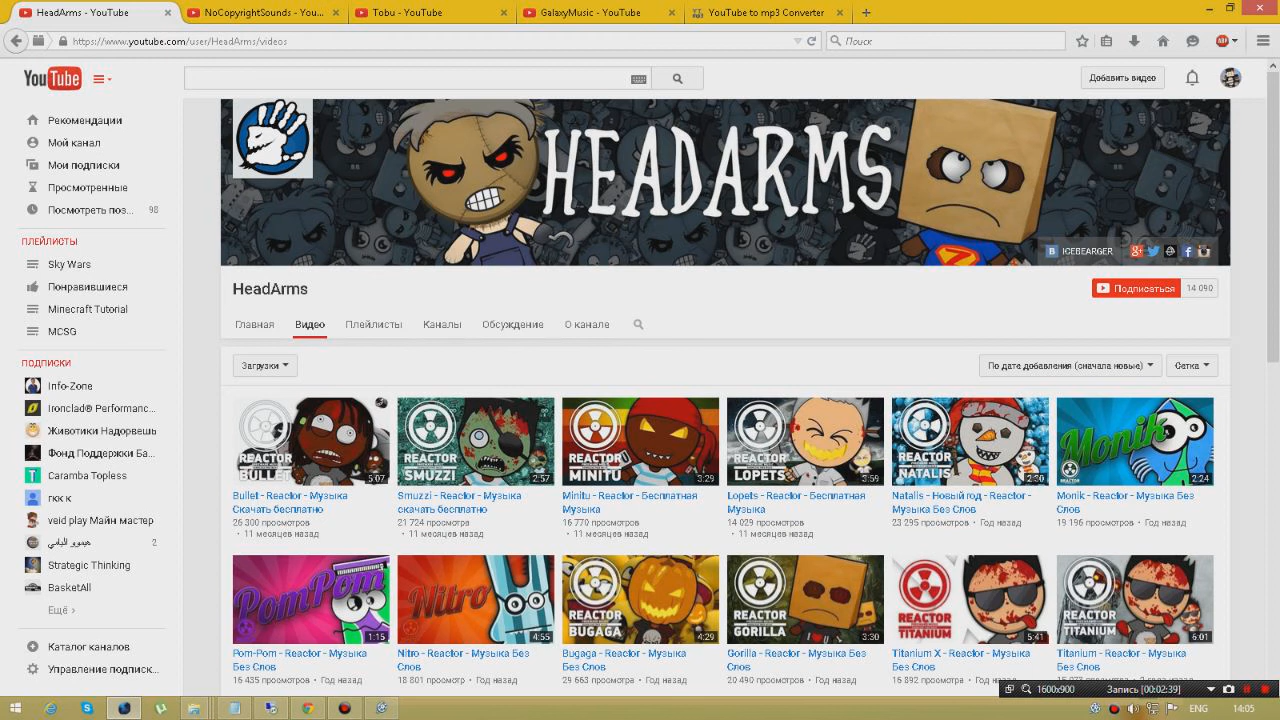 HeadArms - YouTube
NoCopyrightSounds - You...
Tobu - YouTube
GalaxyMusic - YouTube
YouTube to mp3 Converter
https://www.youtube.com/user/HeadArms/videos
Поиск
ABP
YouTube
Добавить видео
Рекомендации
Мой канал
Мои подписки
Просмотренные
Посмотреть поз... 98
ПЛЕЙЛИСТЫ
Sky Wars
Понравившиеся
Minecraft Tutorial
MCSG
ПОДПИСКИ
Info-Zone
Ironclad® Performanc...
Животики Надорвешь
Фонд Поддержки Ба...
Caramba Topless
гкк к
veid play Майн мастер
2
Strategic Thinking
BasketAll
Ещё ›
Каталог каналов
Управление подписк...
HEADARMS
ICEBEARGER
HeadArms
Подписаться 14 090
Главная Видео Плейлисты Каналы Обсуждение О канале
Загрузки
По дате добавления (сначала новые)
Сетка
REACTOR
BULLET
5:07
REACTOR
SMUZZI
2:57
REACTOR
MINITU
3:29
REACTOR
LOPETS
3:59
REACTOR
NATALIS
2:30
Monik
2:24
Bullet - Reactor - Музыка
Скачать бесплатно
26 300 просмотров
• 11 месяцев назад
Smuzzi - Reactor - Музыка
скачать бесплатно
21 724 просмотра
• 11 месяцев назад
Minitu - Reactor - Бесплатная
Музыка
16 770 просмотров
• 11 месяцев назад
Lopets - Reactor - Бесплатная
Музыка
14 029 просмотров
• 11 месяцев назад
Natalis - Новый год - Reactor -
Музыка Без Слов
23 295 просмотров • Год назад
Monik - Reactor - Музыка Без
Слов
19 196 просмотров • Год назад
PomPom
1:15
Nitro
4:55
REACTOR
BUGAGA
4:29
REACTOR
GORILLA
3:30
REACTOR
TITANIUM
5:41
REACTOR
TITANIUM
6:01
Pom-Pom - Reactor - Музыка
Без Слов
16 435 просмотров • Год назад
Nitro - Reactor - Музыка Без
Слов
18 801 просмотр • Год назад
Bugaga - Reactor - Музыка
Без Слов
29 663 просмотра • Год назад
Gorilla - Reactor - Музыка
Без Слов
20 490 просмотров • Год назад
Titanium X - Reactor - Музыка
Без Слов
16 892 просмотра
Titanium - Reactor - Музыка
Без Слов
1600x900
Запись [00:02:39]
ENG
14:05